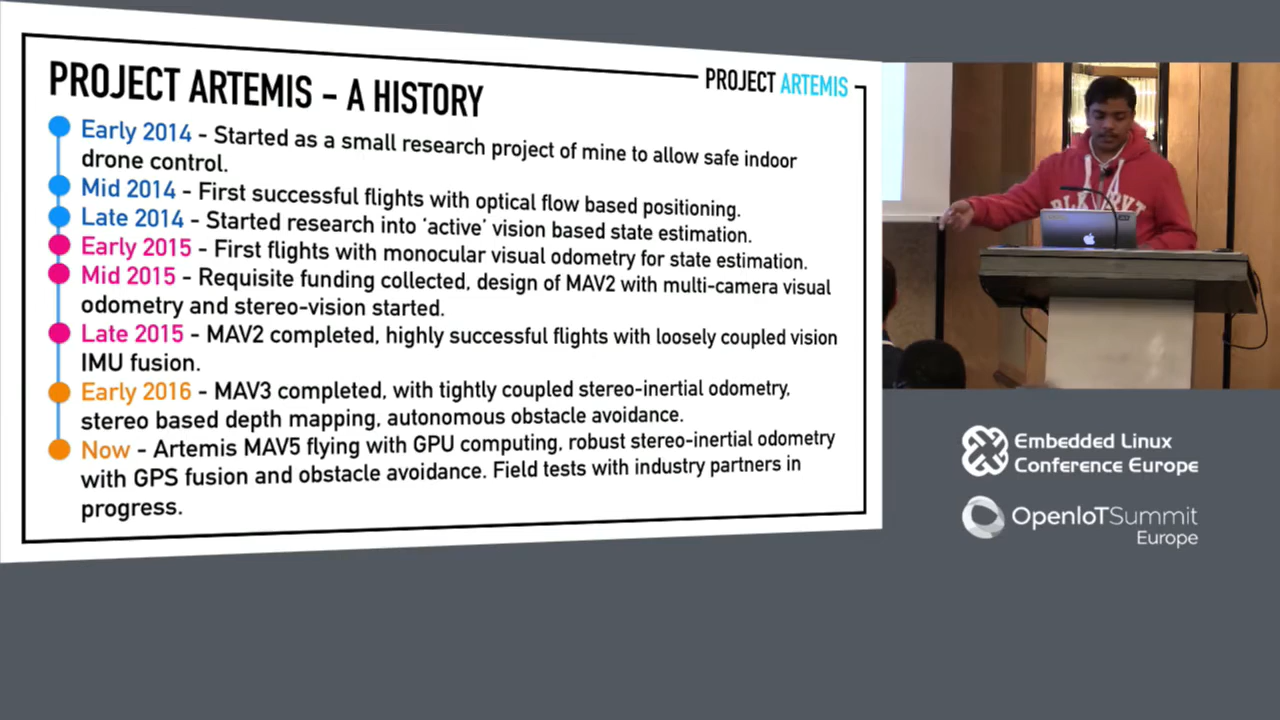 PROJECT ARTEMIS – A HISTORY
PROJECT ARTEMIS
Early 2014 - Started as a small research project of mine to allow safe indoor
drone control.
Mid 2014 - First successful flights with optical flow based positioning.
Late 2014 - Started research into ‘active’ vision based state estimation.
Early 2015 - First flights with monocular visual odometry for state estimation.
Mid 2015 - Requisite funding collected, design of MAV2 with multi-camera visual
odometry and stereo-vision started.
Late 2015 - MAV2 completed, highly successful flights with loosely coupled vision
IMU fusion.
Early 2016 - MAV3 completed, with tightly coupled stereo-inertial odometry,
stereo based depth mapping, autonomous obstacle avoidance.
Now - Artemis MAV5 flying with GPU computing, robust stereo-inertial odometry
with GPS fusion and obstacle avoidance. Field tests with industry partners in
progress.
Embedded Linux
Conference Europe
OpenIoTSummit
Europe